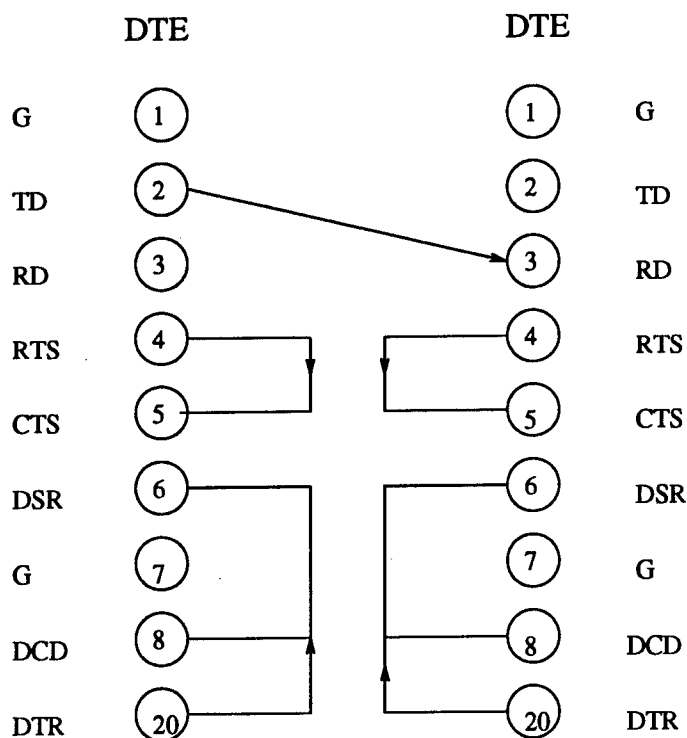 DTE DTE
G 1 1 G
TD 2 2 TD
RD 3 3 RD
RTS 4 4 RTS
CTS 5 5 CTS
DSR 6 6 DSR
G 7 7 G
DCD 8 8 DCD
DTR 20 20 DTR